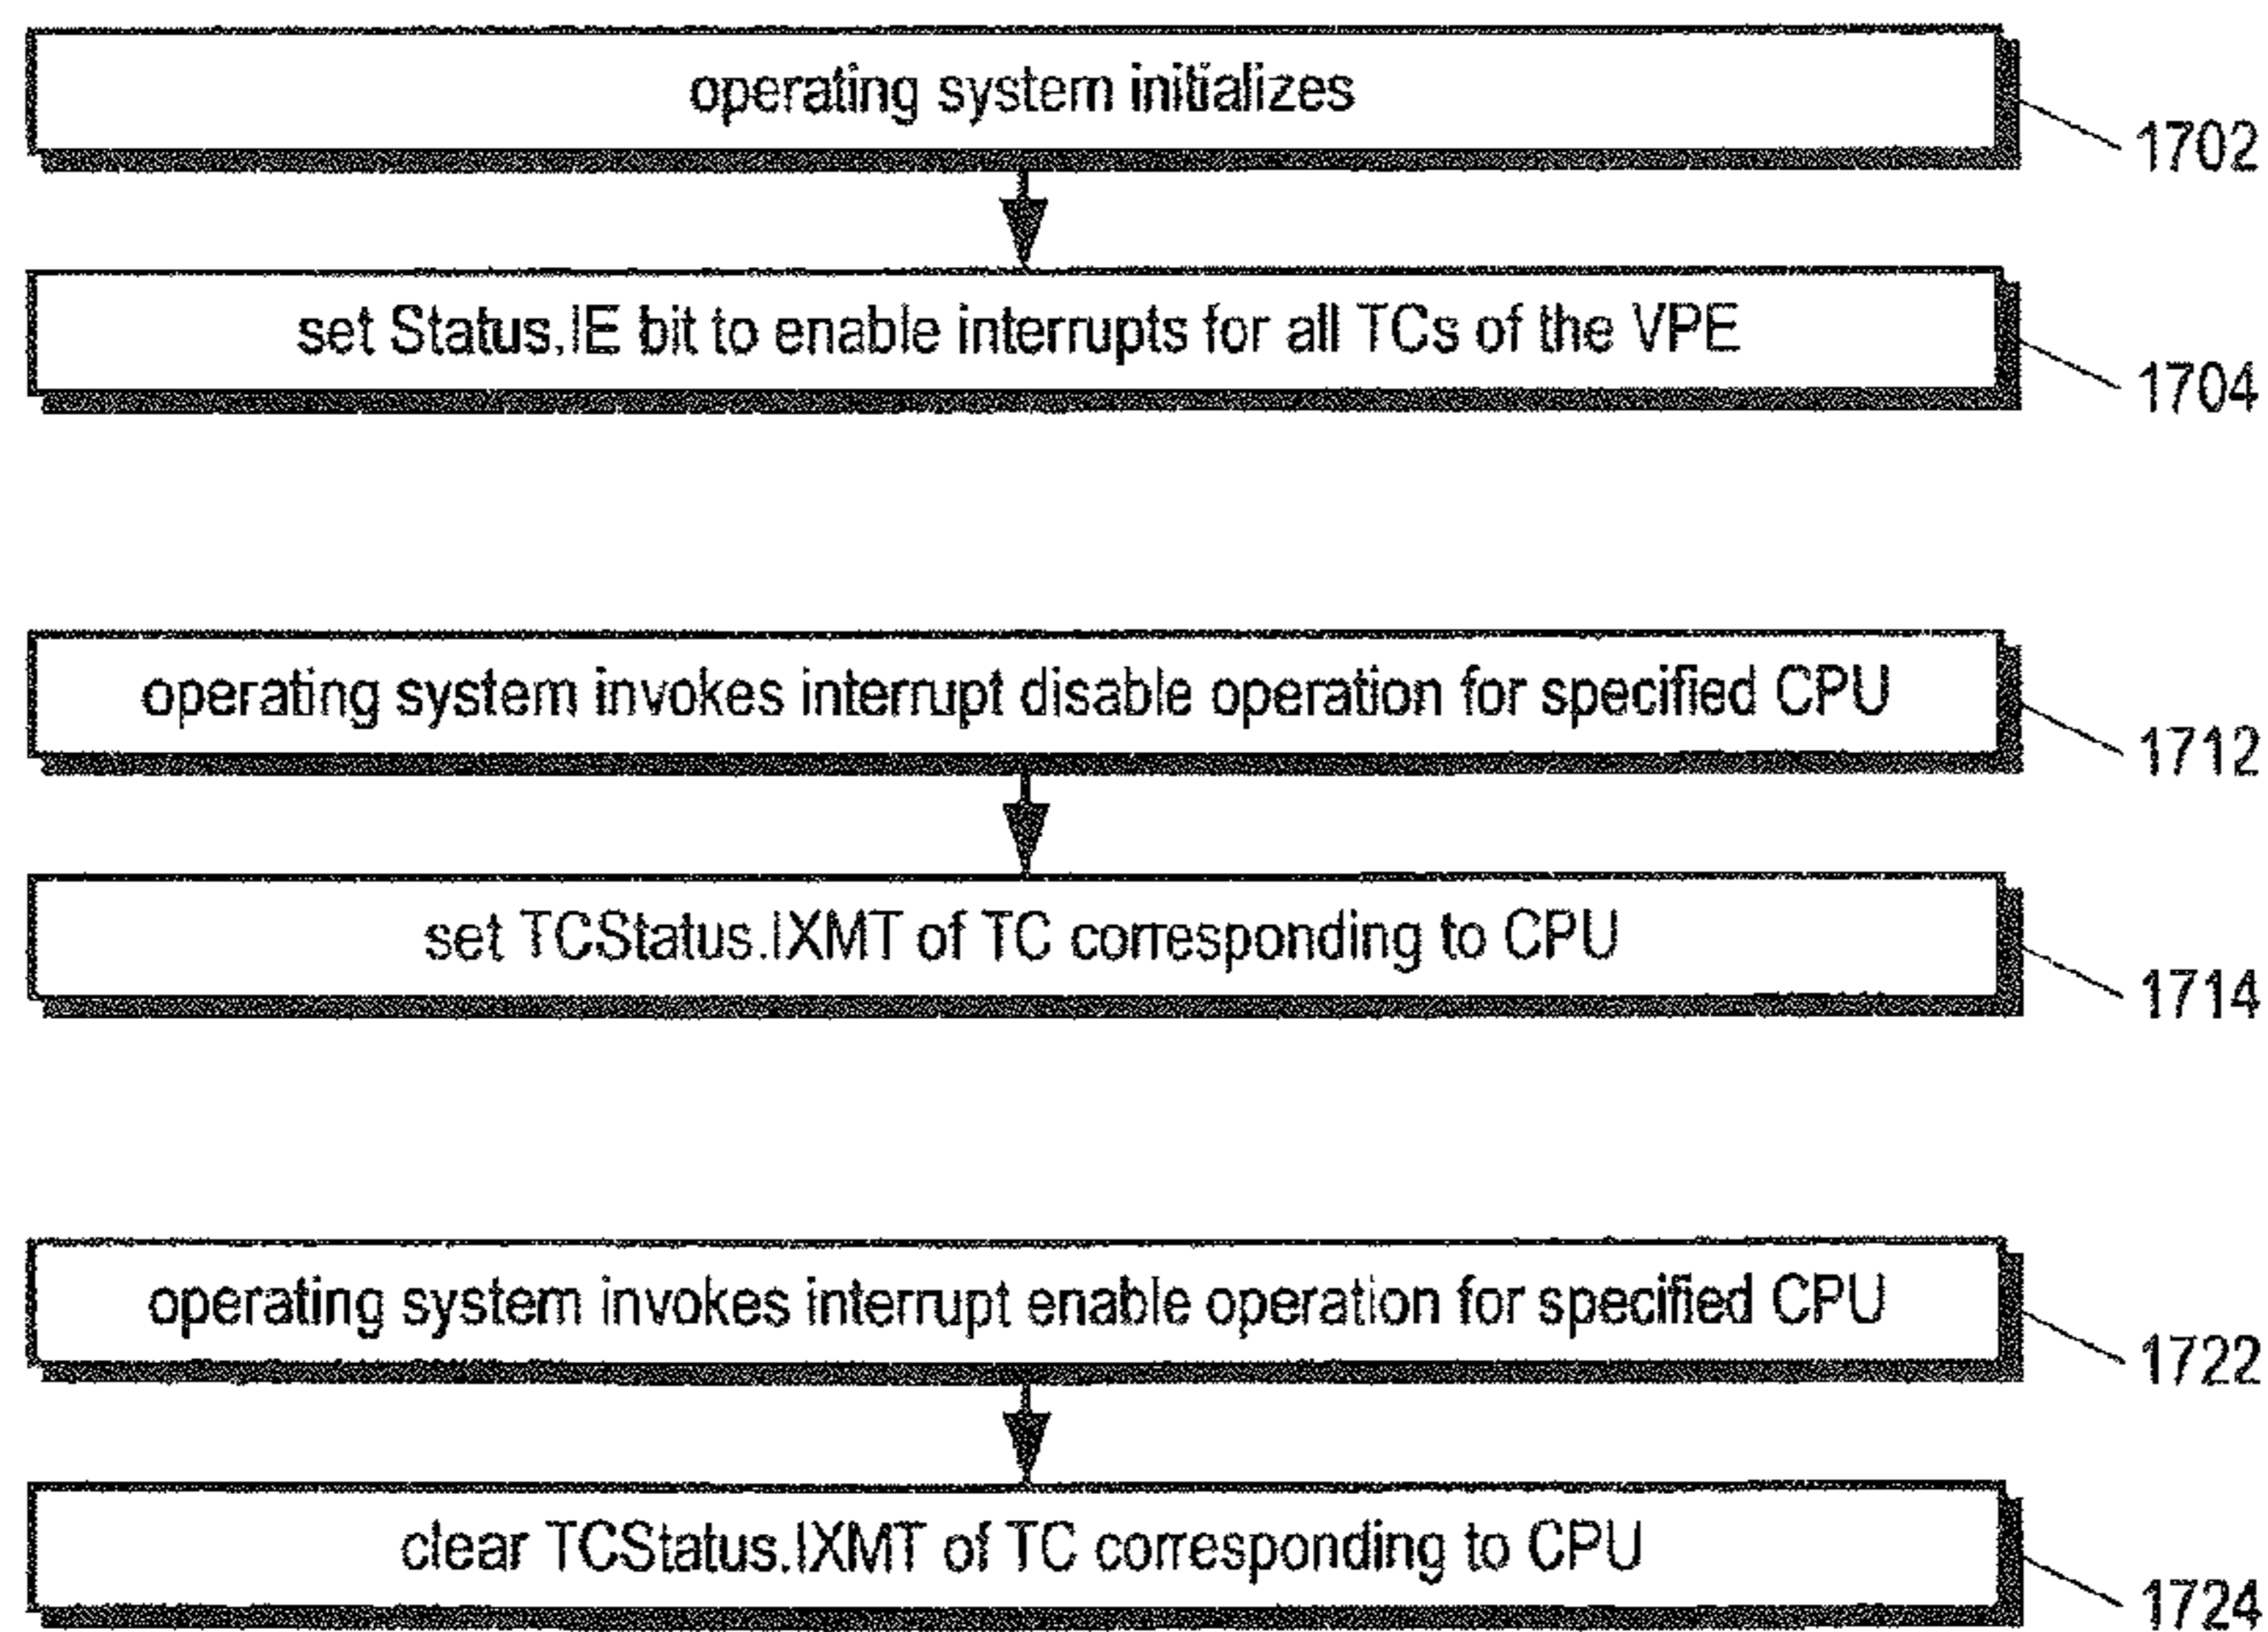 operating system initializes
1702
set Status.IE bit to enable interrupts for all TCs of the VPE
1704
operating system invokes interrupt disable operation for specified CPU
1712
set TCStatus.IXMT of TC corresponding to CPU
1714
operating system invokes interrupt enable operation for specified CPU
1722
clear TCStatus.IXMT of TC corresponding to CPU
1724